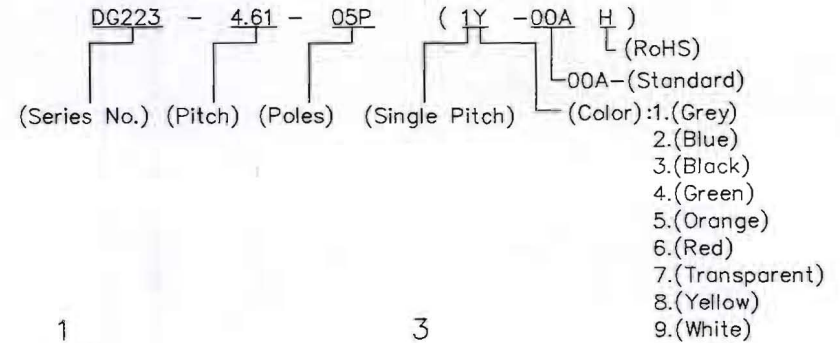 DG223 - 4.61 - 05P (1Y -00A H)
(RoHS)
00A-(Standard)
(Series No.) (Pitch) (Poles) (Single Pitch) (Color):1.(Grey)
2.(Blue)
3.(Black)
4.(Green)
5.(Orange)
6.(Red)
7.(Transparent)
8.(Yellow)
1 3 9.(White)